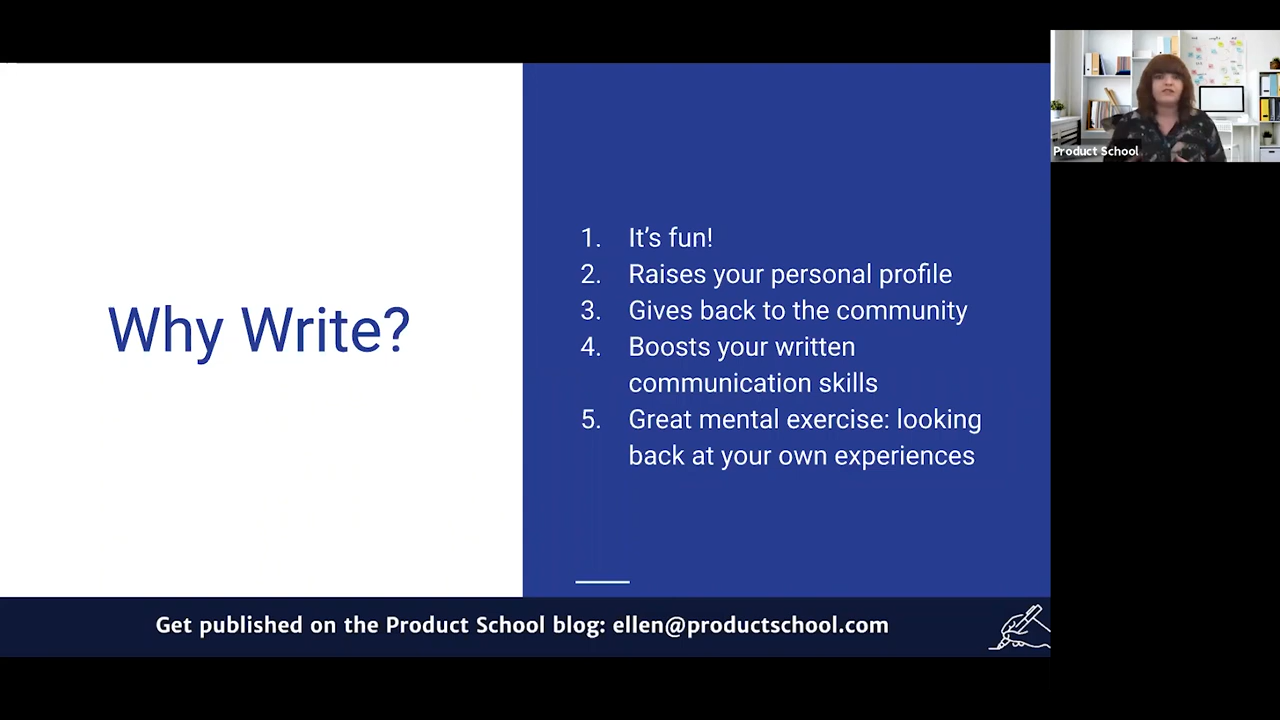 Why Write?
1. It's fun!
2. Raises your personal profile
3. Gives back to the community
4. Boosts your written
communication skills
5. Great mental exercise: looking
back at your own experiences
Get published on the Product School blog: ellen@productschool.com
Product School